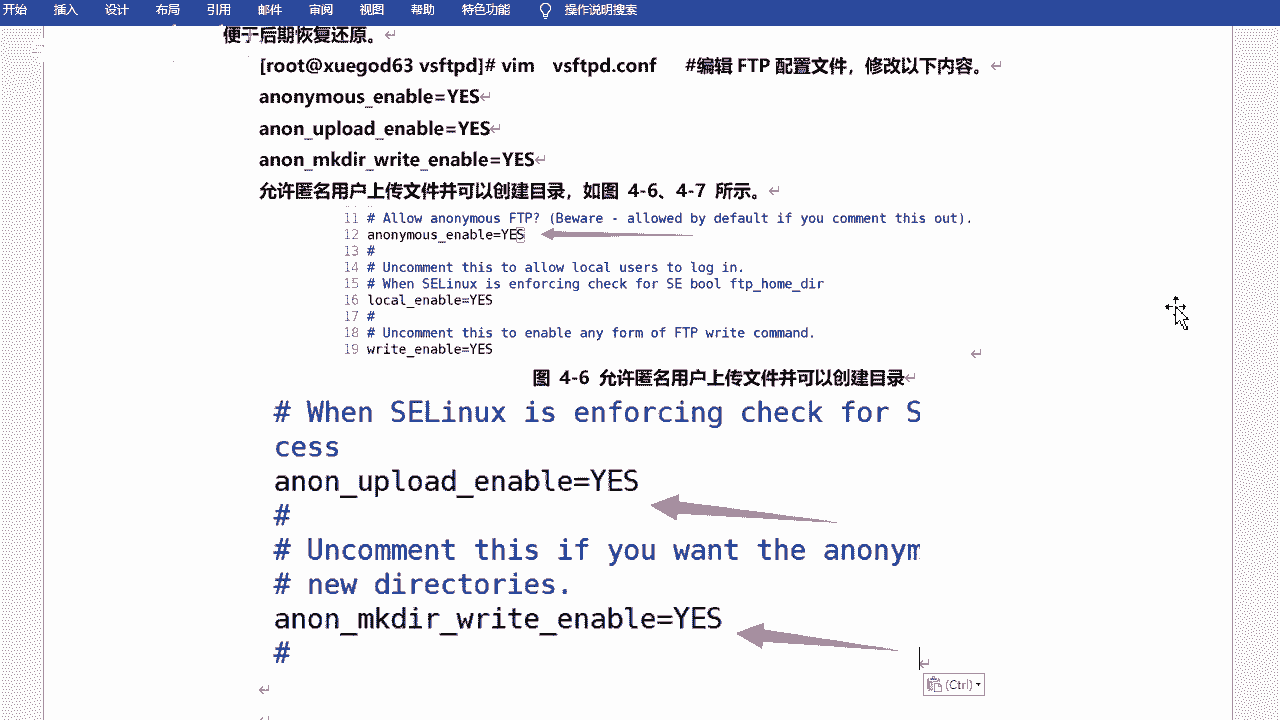 开始 插入 设计 布局 引用 邮件 审阅 视图 帮助 特色功能 操作说明搜索
便于后期恢复还原。
[root@xuegod63 vsftpd]# vim vsftpd.conf #编辑 FTP 配置文件，修改以下内容。
anonymous_enable=YES
anon_upload_enable=YES
anon_mkdir_write_enable=YES
允许匿名用户上传文件并可以创建目录，如图 4-6、4-7 所示。
11 # Allow anonymous FTP? (Beware - allowed by default if you comment this out).
12 anonymous_enable=YES
13 #
14 # Uncomment this to allow local users to log in.
15 # When SELinux is enforcing check for SE bool ftp_home_dir
16 local_enable=YES
17 #
18 # Uncomment this to enable any form of FTP write command.
19 write_enable=YES
图 4-6 允许匿名用户上传文件并可以创建目录
# When SELinux is enforcing check for S
cess
anon_upload_enable=YES
#
# Uncomment this if you want the anonym
# new directories.
anon_mkdir_write_enable=YES
#
(Ctrl)